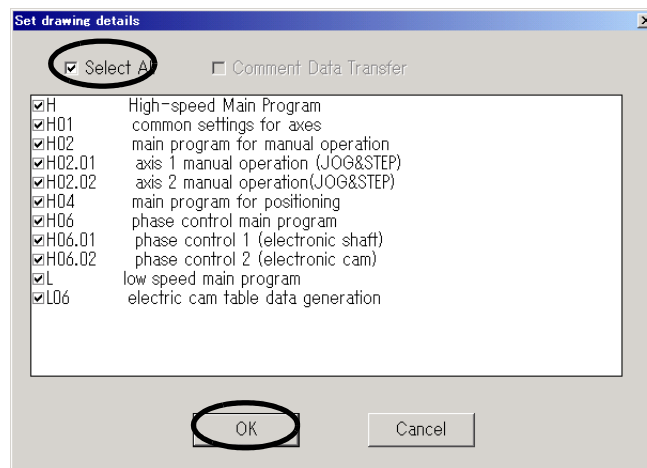 Set drawing details
Select All Comment Data Transfer
H High-speed Main Program
H01 common settings for axes
H02 main program for manual operation
H02.01 axis 1 manual operation (JOG&STEP)
H02.02 axis 2 manual operation(JOG&STEP)
H04 main program for positioning
H06 phase control main program
H06.01 phase control 1 (electronic shaft)
H06.02 phase control 2 (electronic cam)
L low speed main program
L06 electric cam table data generation
OK Cancel